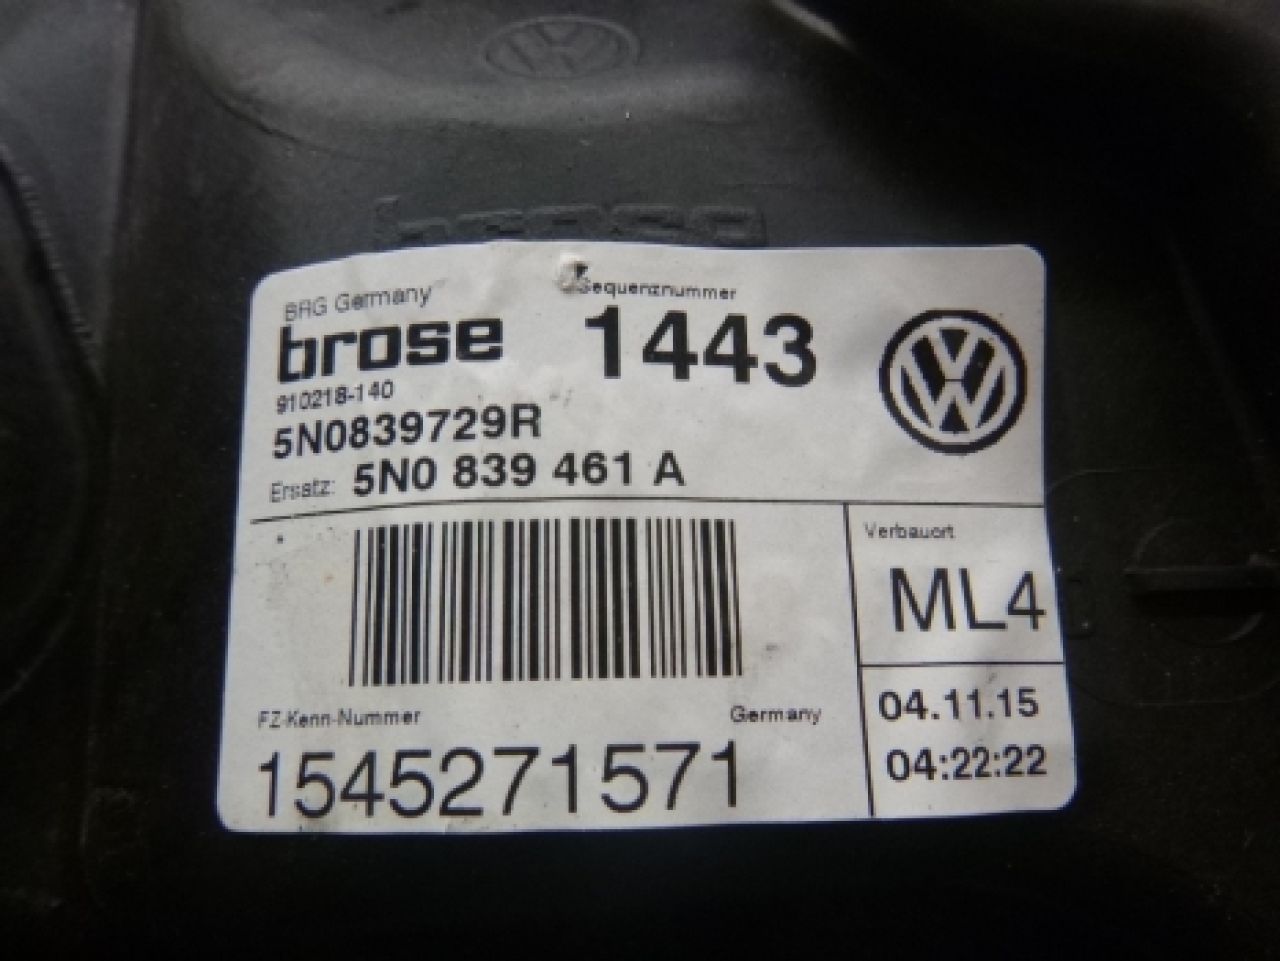 brose
BRG Germany
Sequenznummer
brose
1443
910218-140
5N0839729R
Ersatz: 5N0 839 461 A
Verbauort
ML4
FZ-Kenn-Nummer
Germany
04.11.15
1545271571
04:22:22